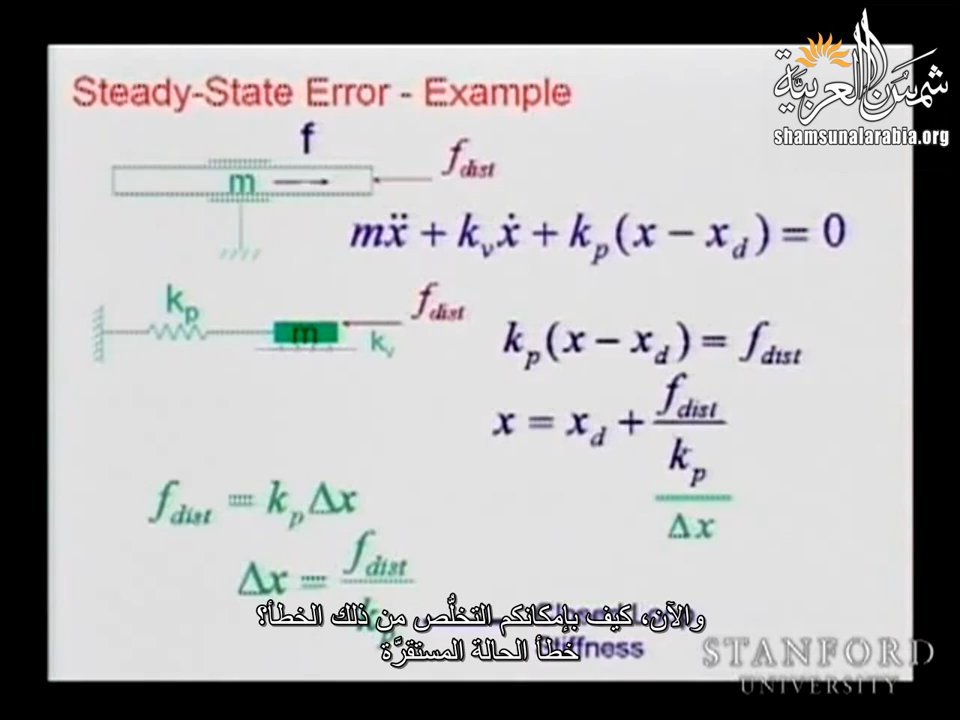 شمس العربية
shamsunalarabia.org
Steady-State Error - Example
f
m
f_dist
mẍ + k_v ẋ + k_p(x − x_d) = 0
k_p
m
f_dist
k_v
k_p(x − x_d) = f_dist
x = x_d + f_dist / k_p
Δx
f_dist = k_p Δx
Δx = f_dist / k_p
والآن، كيف بإمكانكم التخلُّص من ذلك الخطأ؟
خطأ الحالة المستقرَّة
STANFORD
UNIVERSITY